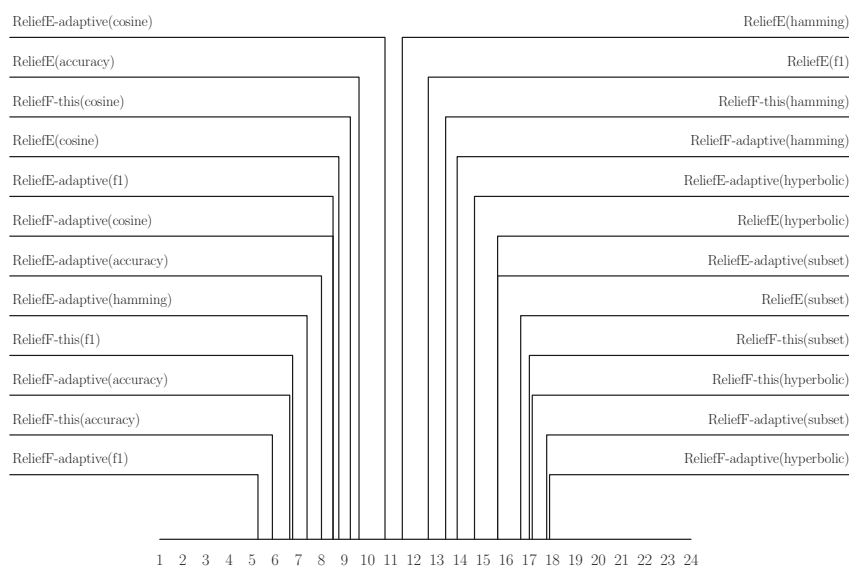 ReliefE-adaptive(cosine)
ReliefE(accuracy)
ReliefF-this(cosine)
ReliefE(cosine)
ReliefE-adaptive(f1)
ReliefF-adaptive(cosine)
ReliefE-adaptive(accuracy)
ReliefE-adaptive(hamming)
ReliefF-this(f1)
ReliefF-adaptive(accuracy)
ReliefF-this(accuracy)
ReliefF-adaptive(f1)
ReliefE(hamming)
ReliefE(f1)
ReliefF-this(hamming)
ReliefF-adaptive(hamming)
ReliefE-adaptive(hyperbolic)
ReliefE(hyperbolic)
ReliefE-adaptive(subset)
ReliefE(subset)
ReliefF-this(subset)
ReliefF-this(hyperbolic)
ReliefF-adaptive(subset)
ReliefF-adaptive(hyperbolic)
1 2 3 4 5 6 7 8 9 10 11 12 13 14 15 16 17 18 19 20 21 22 23 24